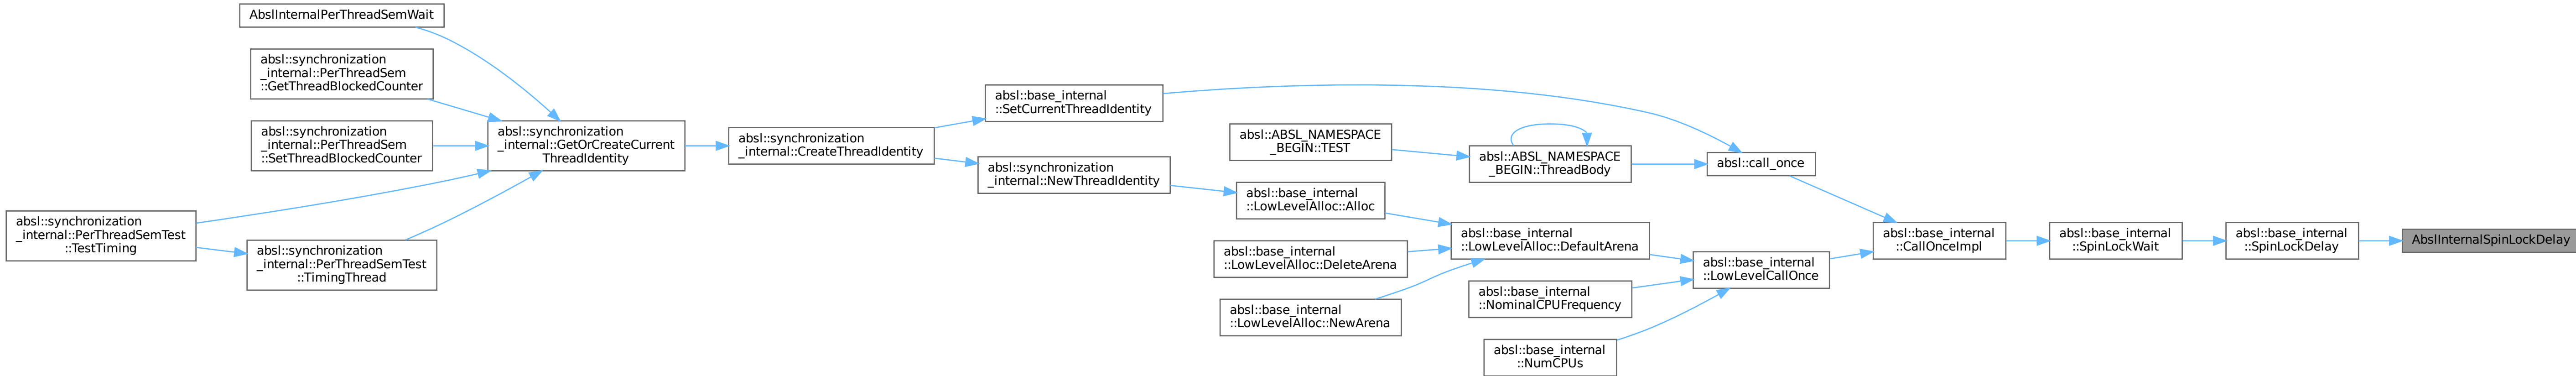 AbslInternalPerThreadSemWait
absl::synchronization
_internal::PerThreadSem
::GetThreadBlockedCounter
absl::synchronization
_internal::PerThreadSem
::SetThreadBlockedCounter
absl::synchronization
_internal::PerThreadSemTest
::TestTiming
absl::synchronization
_internal::PerThreadSemTest
::TimingThread
absl::synchronization
_internal::GetOrCreateCurrent
ThreadIdentity
absl::synchronization
_internal::CreateThreadIdentity
absl::base_internal
::SetCurrentThreadIdentity
absl::synchronization
_internal::NewThreadIdentity
absl::ABSL_NAMESPACE
_BEGIN::TEST
absl::base_internal
::LowLevelAlloc::Alloc
absl::base_internal
::LowLevelAlloc::DeleteArena
absl::base_internal
::LowLevelAlloc::NewArena
absl::ABSL_NAMESPACE
_BEGIN::ThreadBody
absl::base_internal
::LowLevelAlloc::DefaultArena
absl::base_internal
::NominalCPUFrequency
absl::base_internal
::NumCPUs
absl::call_once
absl::base_internal
::LowLevelCallOnce
absl::base_internal
::CallOnceImpl
absl::base_internal
::SpinLockWait
absl::base_internal
::SpinLockDelay
AbslInternalSpinLockDelay